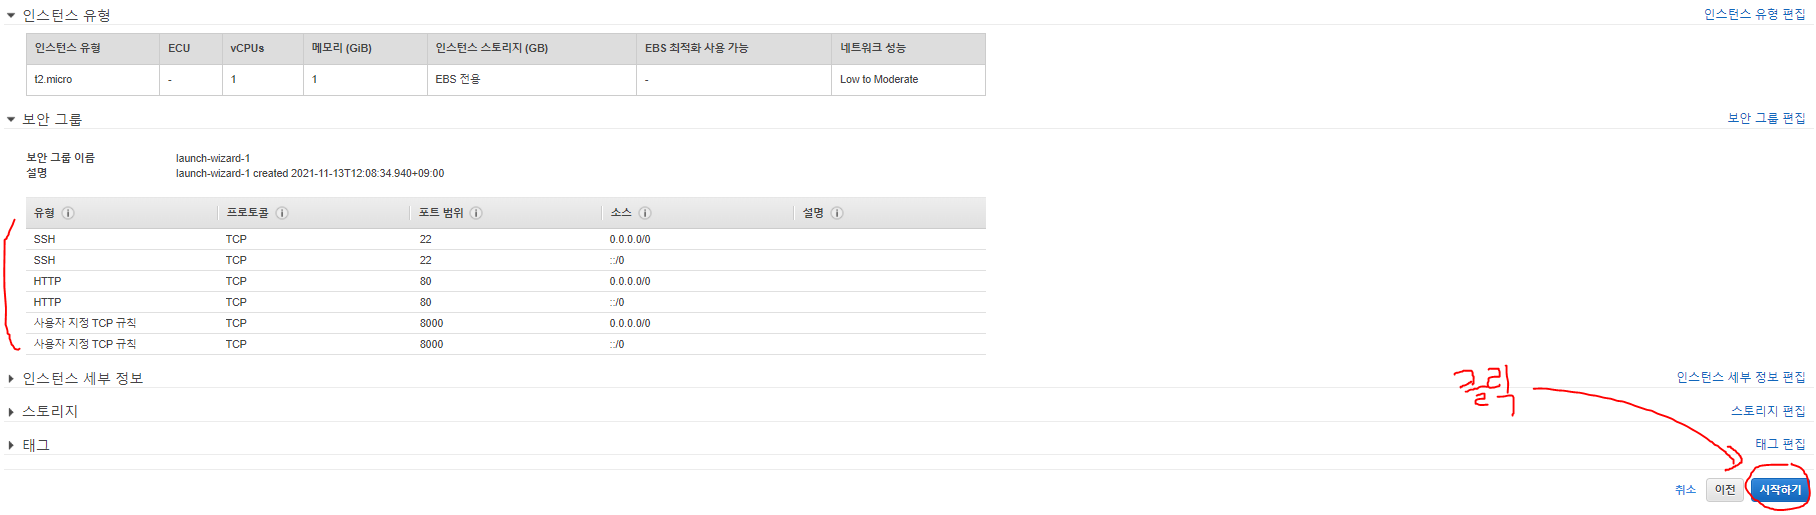 인스턴스 유형 인스턴스 유형 편집
인스턴스 유형 ECU vCPUs 메모리 (GiB) 인스턴스 스토리지 (GB) EBS 최적화 사용 가능 네트워크 성능
t2.micro - 1 1 EBS 전용 - Low to Moderate
보안 그룹 보안 그룹 편집
보안 그룹 이름 launch-wizard-1
설명 launch-wizard-1 created 2021-11-13T12:08:34.940+09:00
유형 프로토콜 포트 범위 소스 설명
SSH TCP 22 0.0.0.0/0
SSH TCP 22 ::/0
HTTP TCP 80 0.0.0.0/0
HTTP TCP 80 ::/0
사용자 지정 TCP 규칙 TCP 8000 0.0.0.0/0
사용자 지정 TCP 규칙 TCP 8000 ::/0
인스턴스 세부 정보 인스턴스 세부 정보 편집
클릭
스토리지 스토리지 편집
태그 태그 편집
취소 이전 시작하기